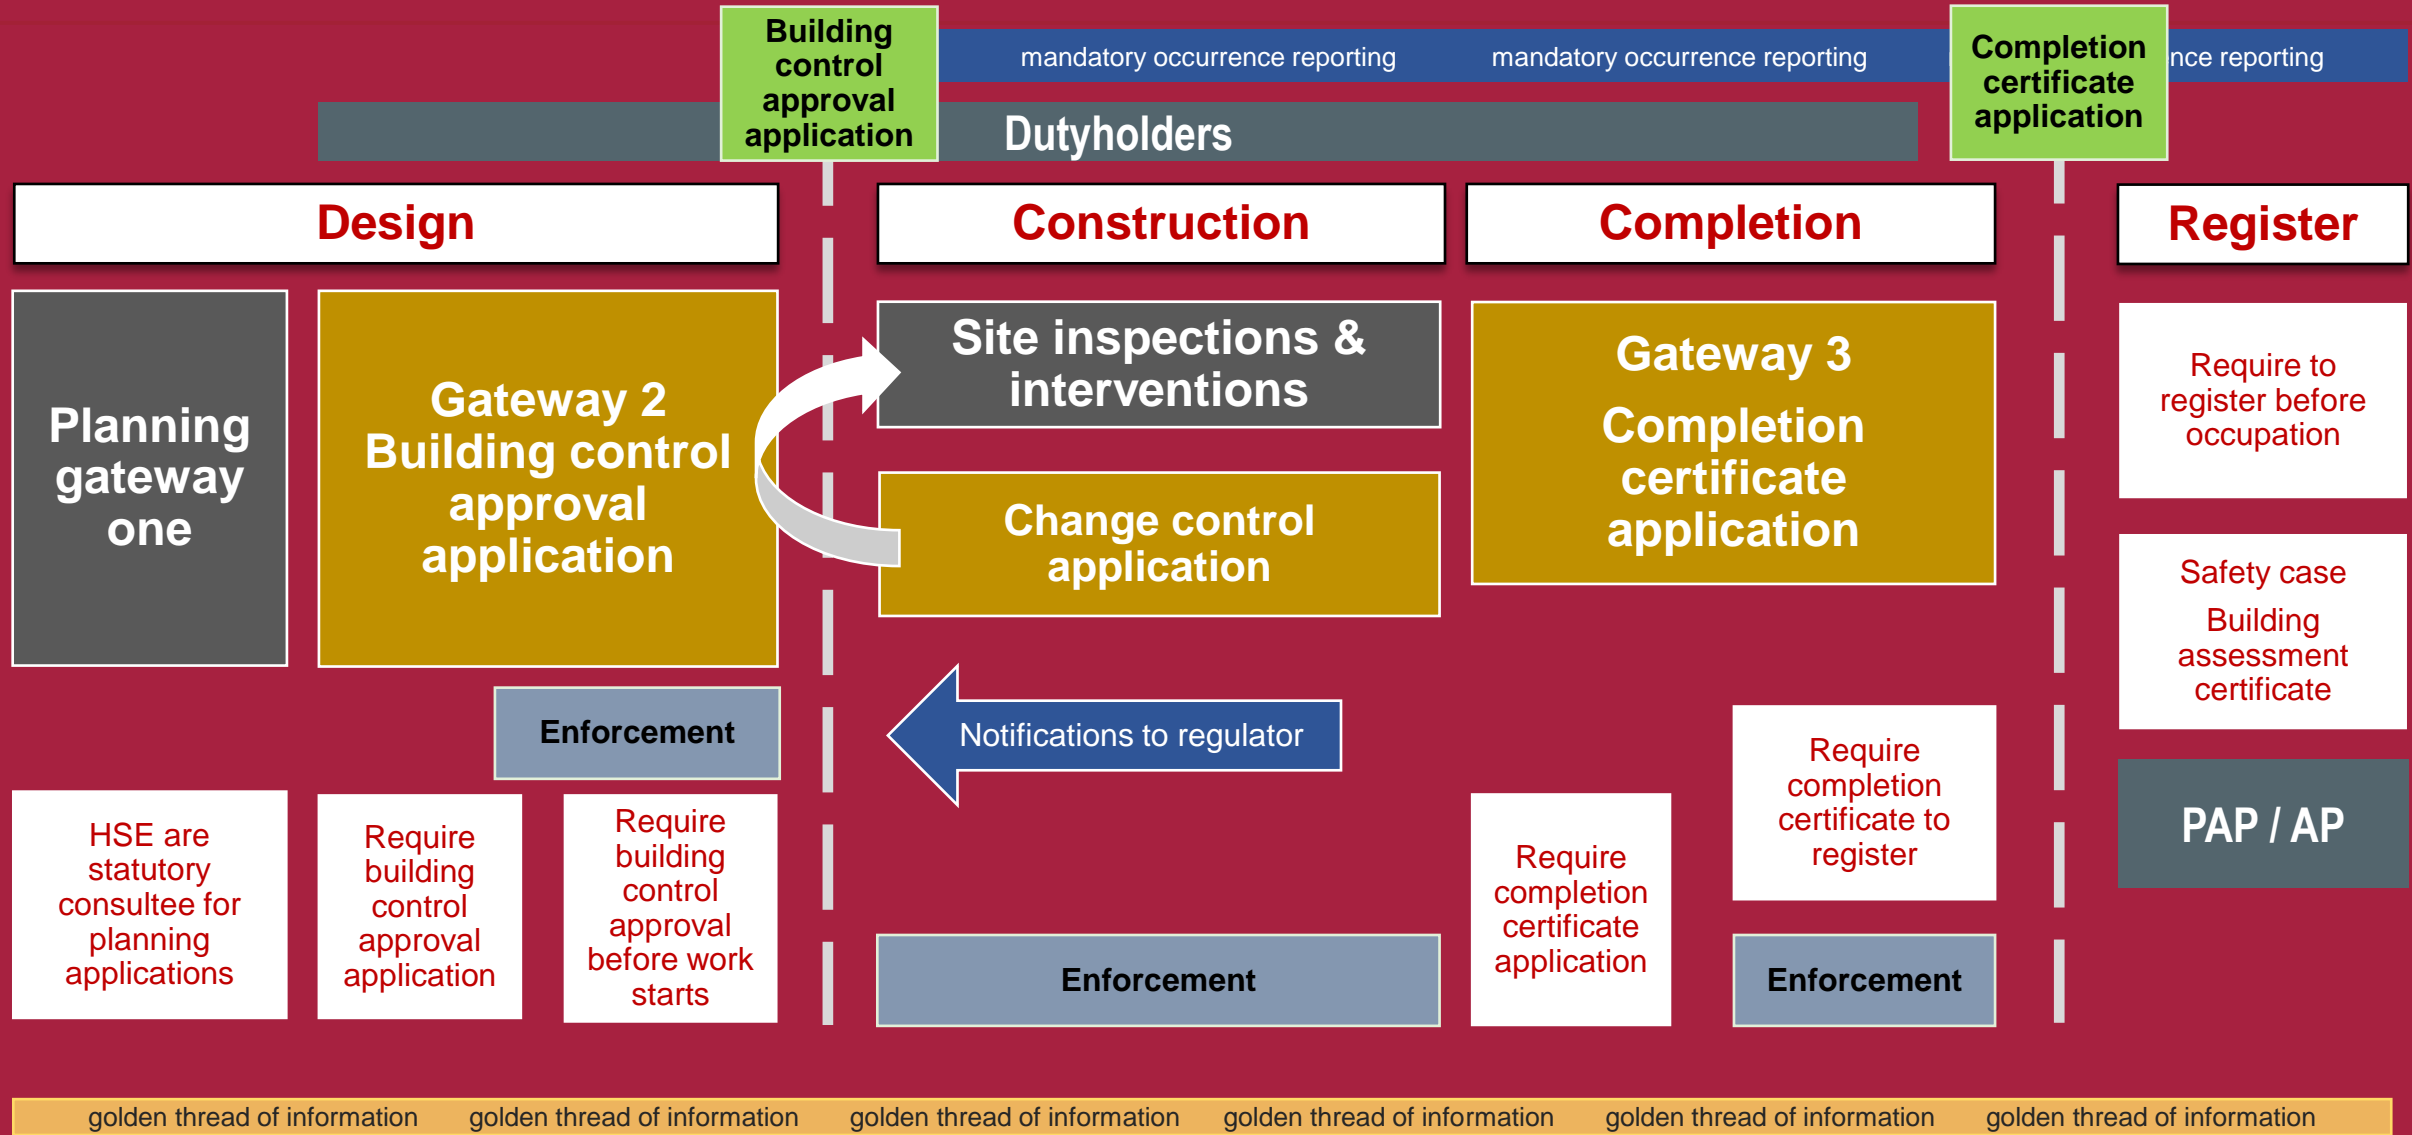 Building
control
approval
application
mandatory occurrence reporting
mandatory occurrence reporting
Completion
certificate
application
reporting
Dutyholders
Design
Construction
Completion
Register
Planning
gateway
one
Gateway 2
Building control
approval
application
Site inspections &
interventions
Change control
application
Gateway 3
Completion
certificate
application
Require to
register before
occupation
Safety case
Building
assessment
certificate
PAP / AP
Enforcement
Notifications to regulator
HSE are
statutory
consultee for
planning
applications
Require
building
control
approval
application
Require
building
control
approval
before work
starts
Enforcement
Require
completion
certificate
application
Require
completion
certificate to
register
Enforcement
golden thread of information
golden thread of information
golden thread of information
golden thread of information
golden thread of information
golden thread of information